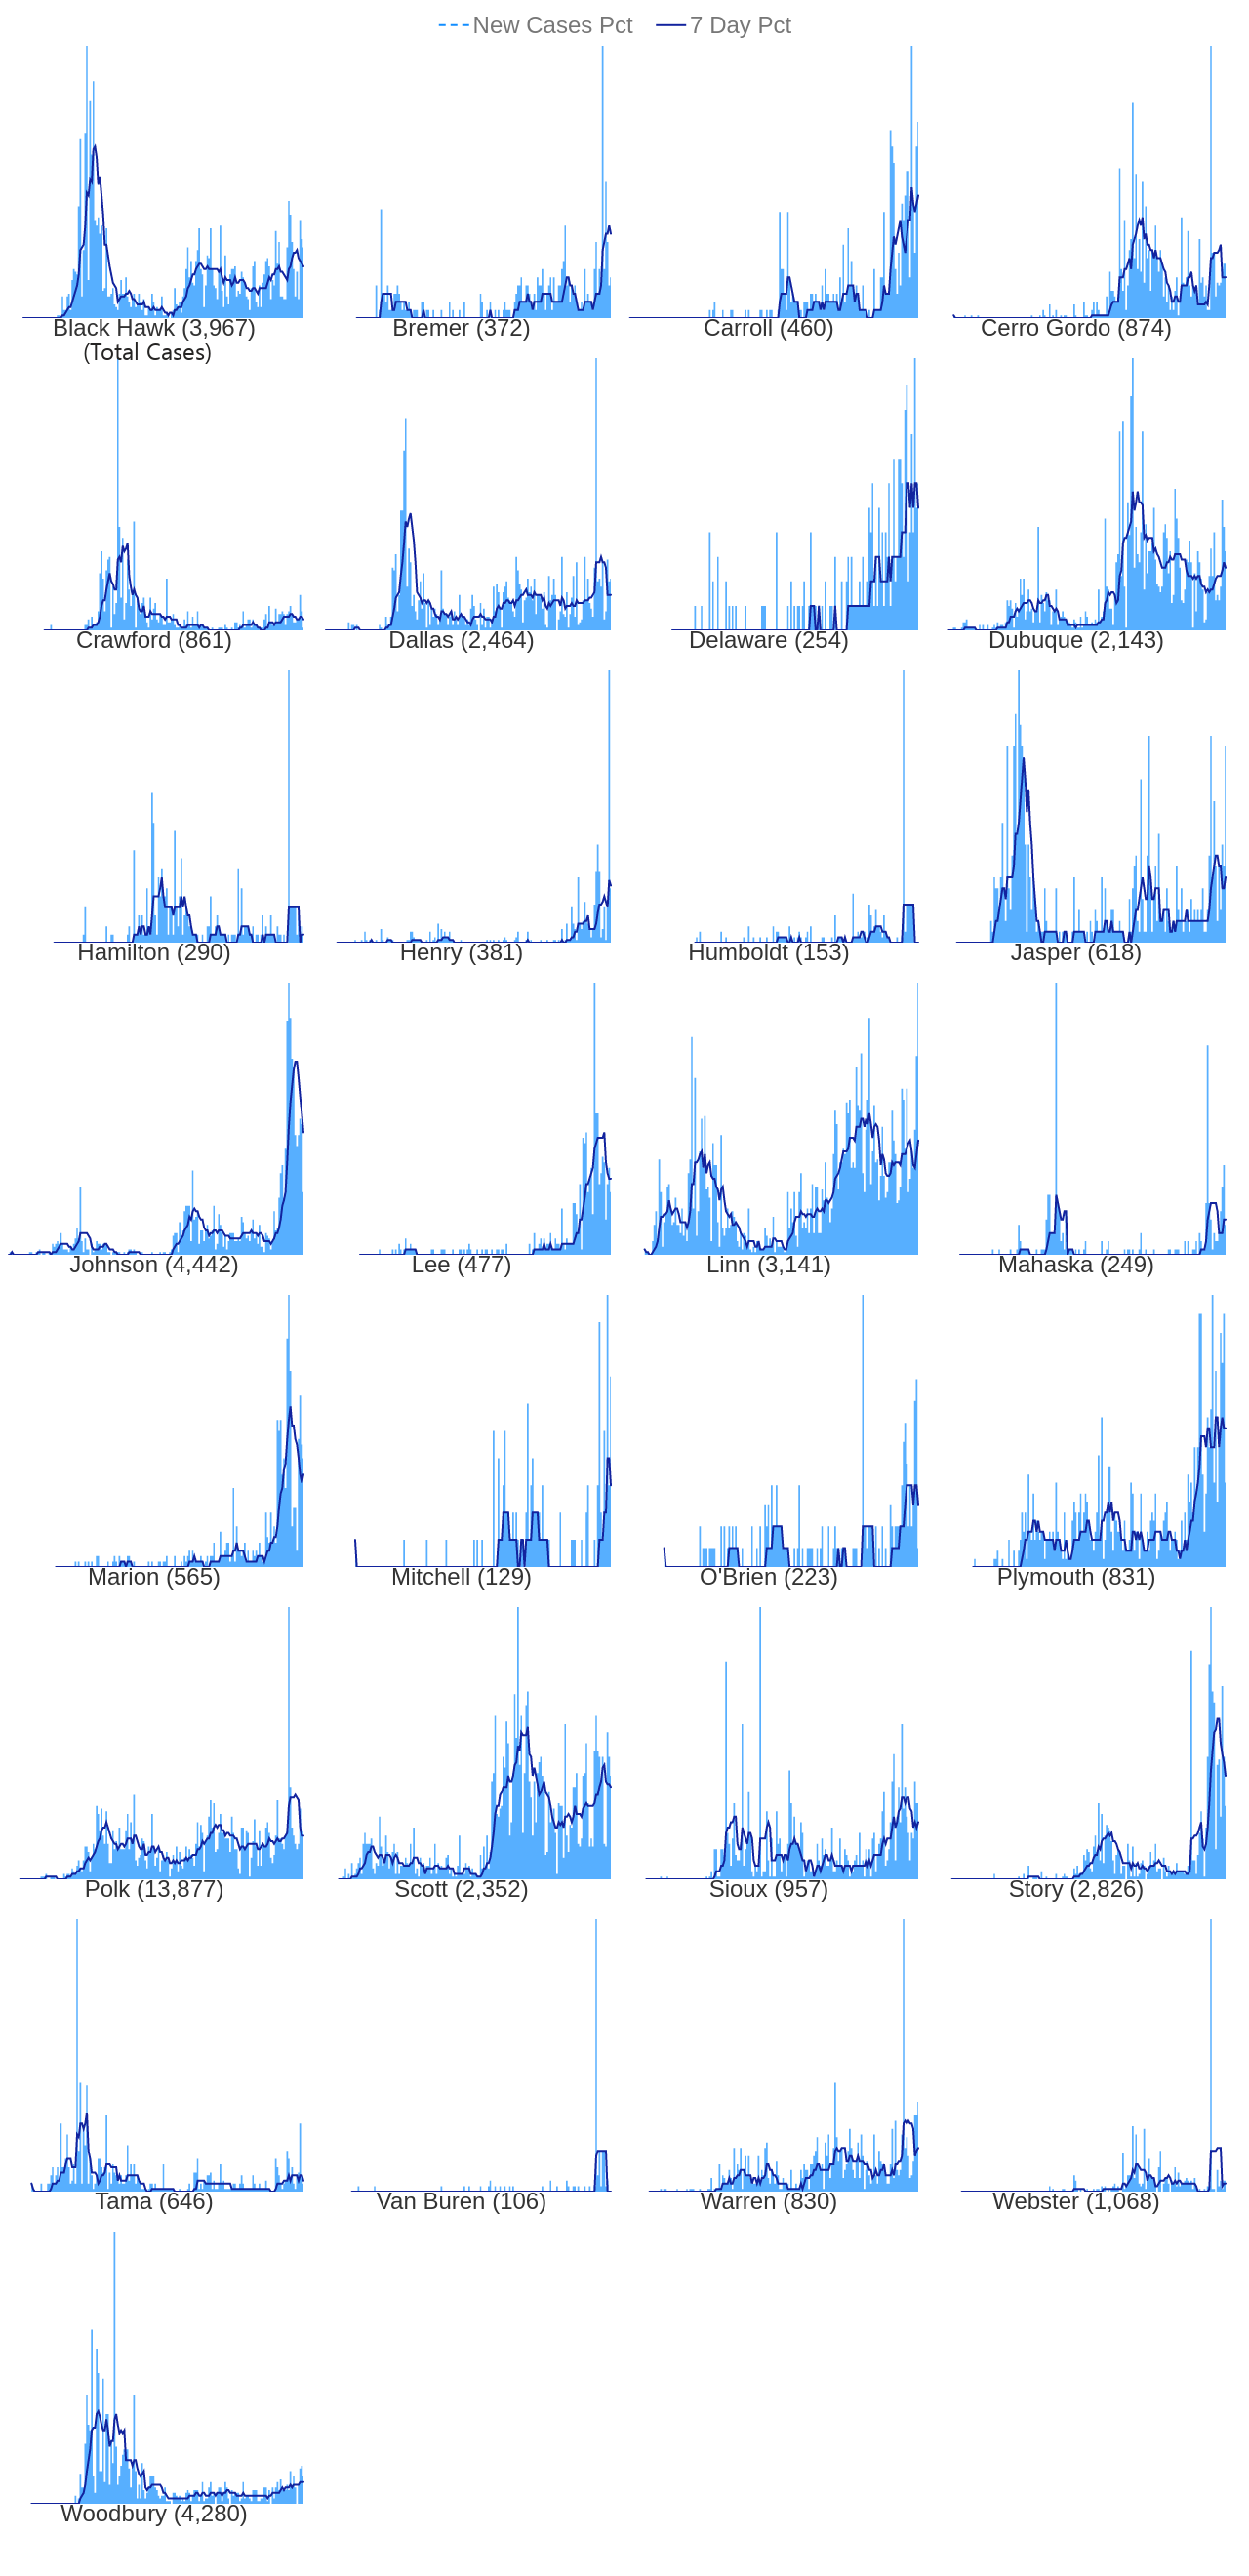 New Cases Pct 7 Day Pct
Black Hawk (3,967) Bremer (372) Carroll (460) Cerro Gordo (874)
(Total Cases)
Crawford (861) Dallas (2,464) Delaware (254) Dubuque (2,143)
Hamilton (290) Henry (381) Humboldt (153) Jasper (618)
Johnson (4,442) Lee (477) Linn (3,141) Mahaska (249)
Marion (565) Mitchell (129) O'Brien (223) Plymouth (831)
Polk (13,877) Scott (2,352) Sioux (957) Story (2,826)
Tama (646) Van Buren (106) Warren (830) Webster (1,068)
Woodbury (4,280)